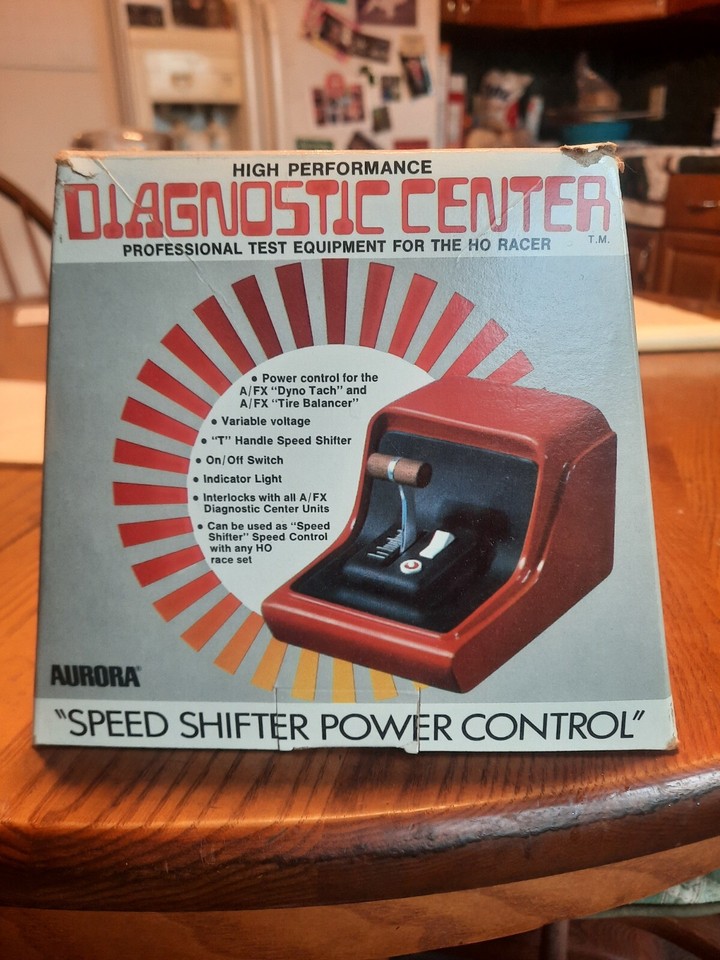 HIGH PERFORMANCE
DIAGNOSTIC CENTER
T.M.
PROFESSIONAL TEST EQUIPMENT FOR THE HO RACER
• Power control for the
A/FX "Dyno Tach" and
A/FX "Tire Balancer"
• Variable voltage
• "T" Handle Speed Shifter
• On/Off Switch
• Indicator Light
• Interlocks with all A/FX
Diagnostic Center Units
• Can be used as "Speed
Shifter" Speed Control
with any HO
race set
AURORA®
"SPEED SHIFTER POWER CONTROL"